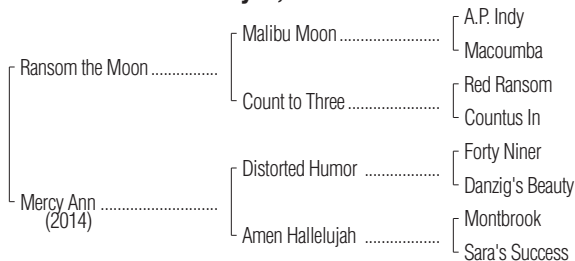 A.P. Indy
Malibu Moon ......................
Macoumba
Ransom the Moon ...............
Red Ransom
Count to Three ....................
Countus In
Forty Niner
Distorted Humor .................
Danzig's Beauty
Mercy Ann ..........................
(2014)
Montbrook
Amen Hallelujah .................
Sara's Success